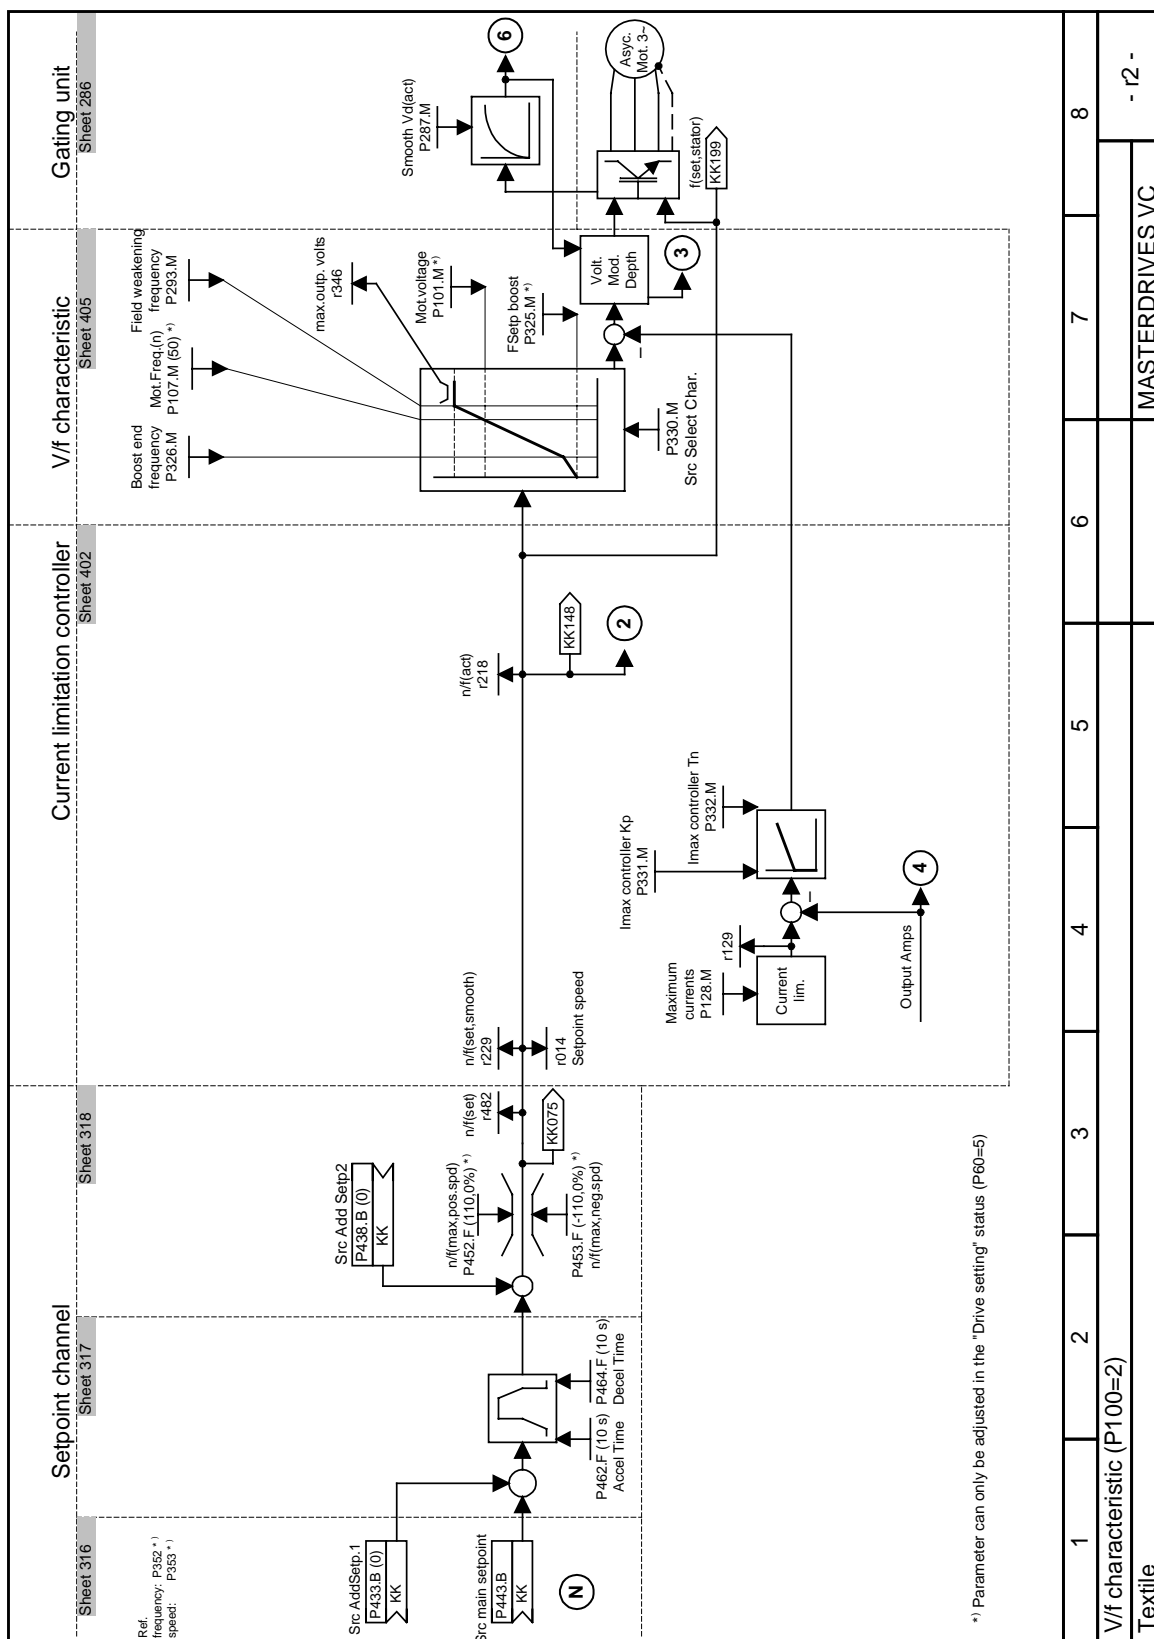 Setpoint channel
Current limitation controller
V/f characteristic
Gating unit
Sheet 316
Sheet 317
Sheet 318
Sheet 402
Sheet 405
Sheet 286
Ref.
frequency: P352 *)
speed: P353 *)
Src AddSetp.1
P433.B (0)
KK
Src main setpoint
P443.B
KK
N
P462.F (10 s)
Accel Time
P464.F (10 s)
Decel Time
Src Add Setp2
P438.B (0)
KK
n/f(max,pos.spd)
P452.F (110,0%) *)
P453.F (-110,0%) *)
n/f(max,neg.spd)
n/f(set)
r482
KK075
n/f(set,smooth)
r229
r014
Setpoint speed
Maximum
currents
P128.M
r129
Current
lim.
Output Amps
4
–
Imax controller Kp
P331.M
Imax controller Tn
P332.M
n/f(act)
r218
KK148
2
Boost end
frequency
P326.M
Mot.Freq.(n)
P107.M (50) *)
Field weakening
frequency
P293.M
max.outp. volts
r346
Mot.voltage
P101.M *)
FSetp boost
P325.M *)
P330.M
Src Select Char.
–
Volt.
Mod.
Depth
3
Smooth Vd(act)
P287.M
6
Asyc.
Mot. 3~
f(set,stator)
KK199
*) Parameter can only be adjusted in the "Drive setting" status (P60=5)
1
2
3
4
5
6
7
8
V/f characteristic (P100=2)
- r2 -
Textile
MASTERDRIVES VC